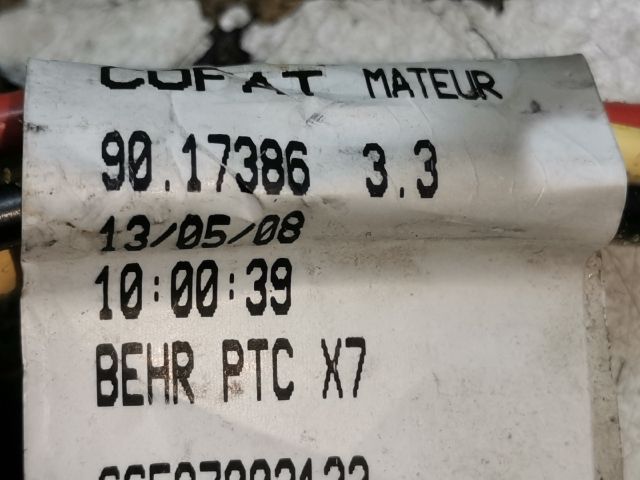 COFAT MATEUR
90.17386 3.3
13/05/08
10:00:39
BEHR PTC X7